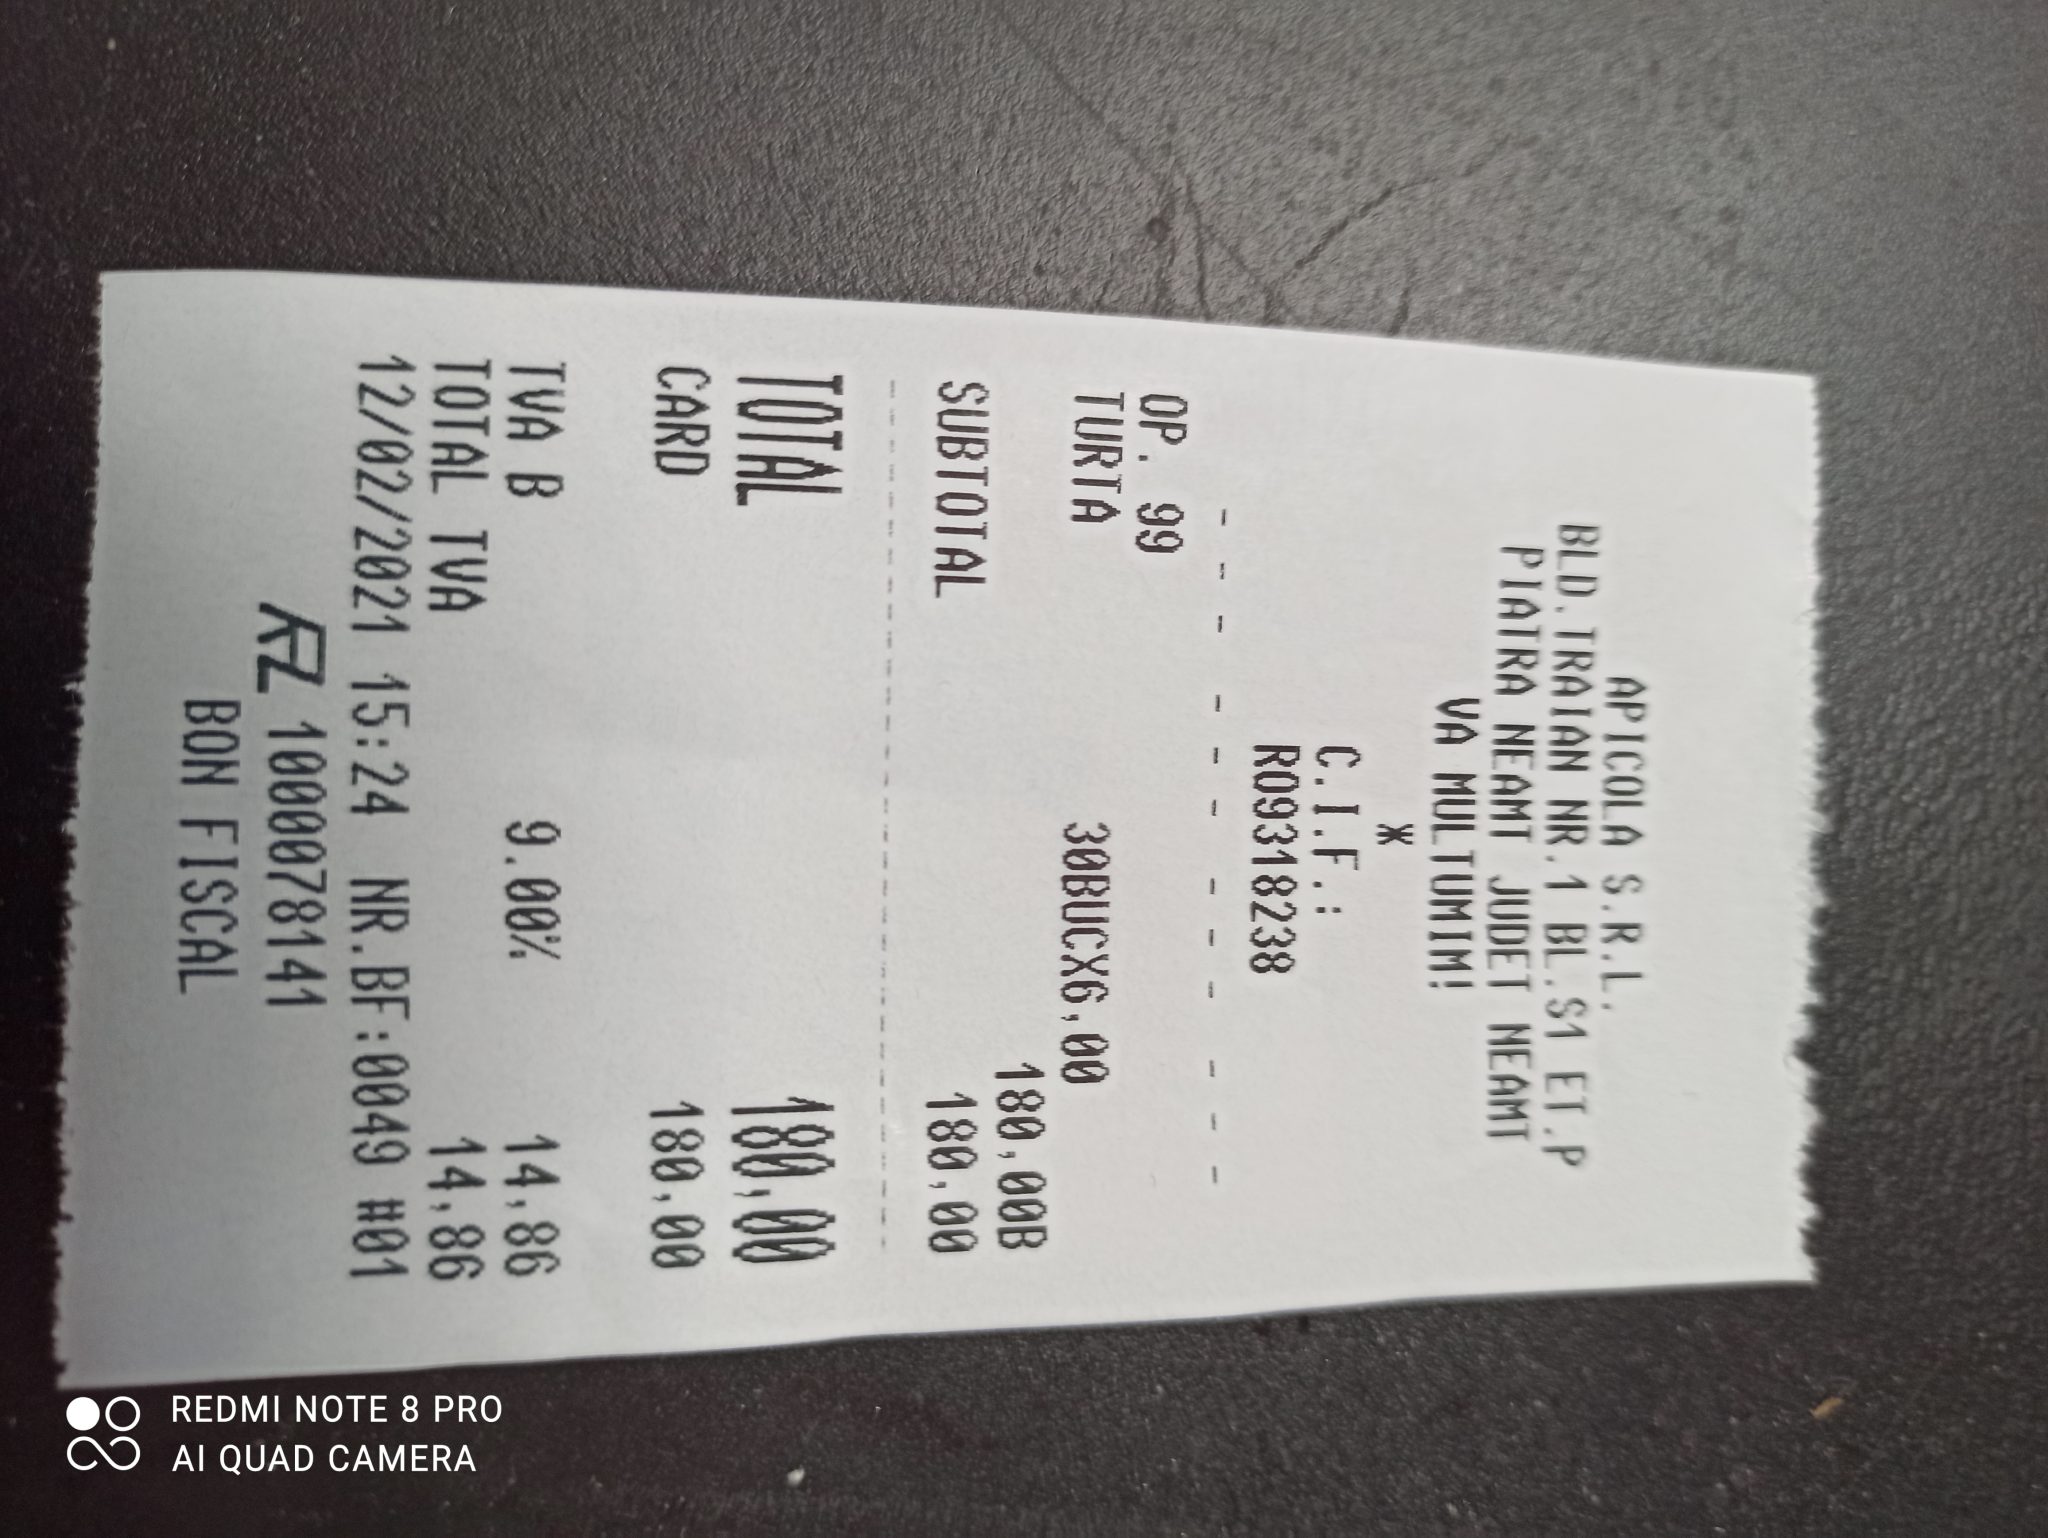 APICOLA S.R.L.
BLD.TRAIAN NR.1 BL.S1 ET.P
PIATRA NEAMT JUDET NEAMT
VA MULTUMIM!
*
C.I.F.:
RO9318238
- - - - - - - - - - - -
OP. 99
TURTA
30BUCX6,00
180,00B
SUBTOTAL 180,00
TOTAL 180,00
CARD 180,00
TVA B 9.00% 14,86
TOTAL TVA 14,86
12/02/2021 15:24 NR.BF:0049 #01
1000078141
BON FISCAL
REDMI NOTE 8 PRO
AI QUAD CAMERA